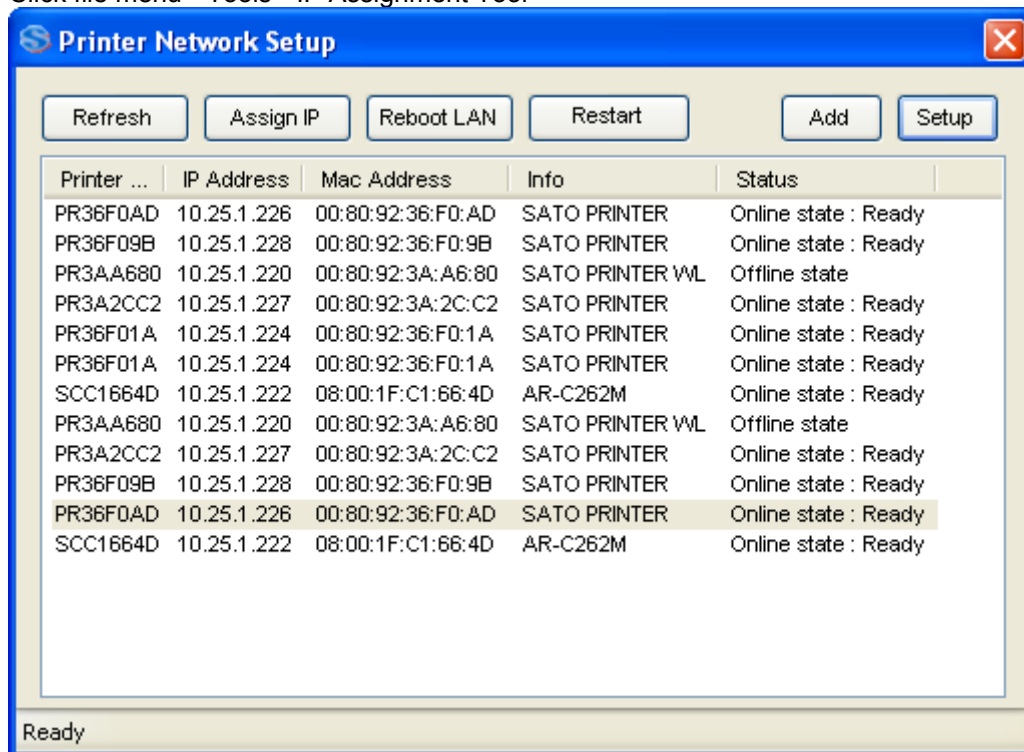 Click file menu - Tools - IP Assignment Tool
Printer Network Setup
Refresh Assign IP Reboot LAN Restart Add Setup
Printer ... IP Address Mac Address Info Status
PR36F0AD 10.25.1.226 00:80:92:36:F0:AD SATO PRINTER Online state : Ready
PR36F09B 10.25.1.228 00:80:92:36:F0:9B SATO PRINTER Online state : Ready
PR3AA680 10.25.1.220 00:80:92:3A:A6:80 SATO PRINTER WL Offline state
PR3A2CC2 10.25.1.227 00:80:92:3A:2C:C2 SATO PRINTER Online state : Ready
PR36F01A 10.25.1.224 00:80:92:36:F0:1A SATO PRINTER Online state : Ready
PR36F01A 10.25.1.224 00:80:92:36:F0:1A SATO PRINTER Online state : Ready
SCC1664D 10.25.1.222 08:00:1F:C1:66:4D AR-C262M Online state : Ready
PR3AA680 10.25.1.220 00:80:92:3A:A6:80 SATO PRINTER WL Offline state
PR3A2CC2 10.25.1.227 00:80:92:3A:2C:C2 SATO PRINTER Online state : Ready
PR36F09B 10.25.1.228 00:80:92:36:F0:9B SATO PRINTER Online state : Ready
PR36F0AD 10.25.1.226 00:80:92:36:F0:AD SATO PRINTER Online state : Ready
SCC1664D 10.25.1.222 08:00:1F:C1:66:4D AR-C262M Online state : Ready
Ready